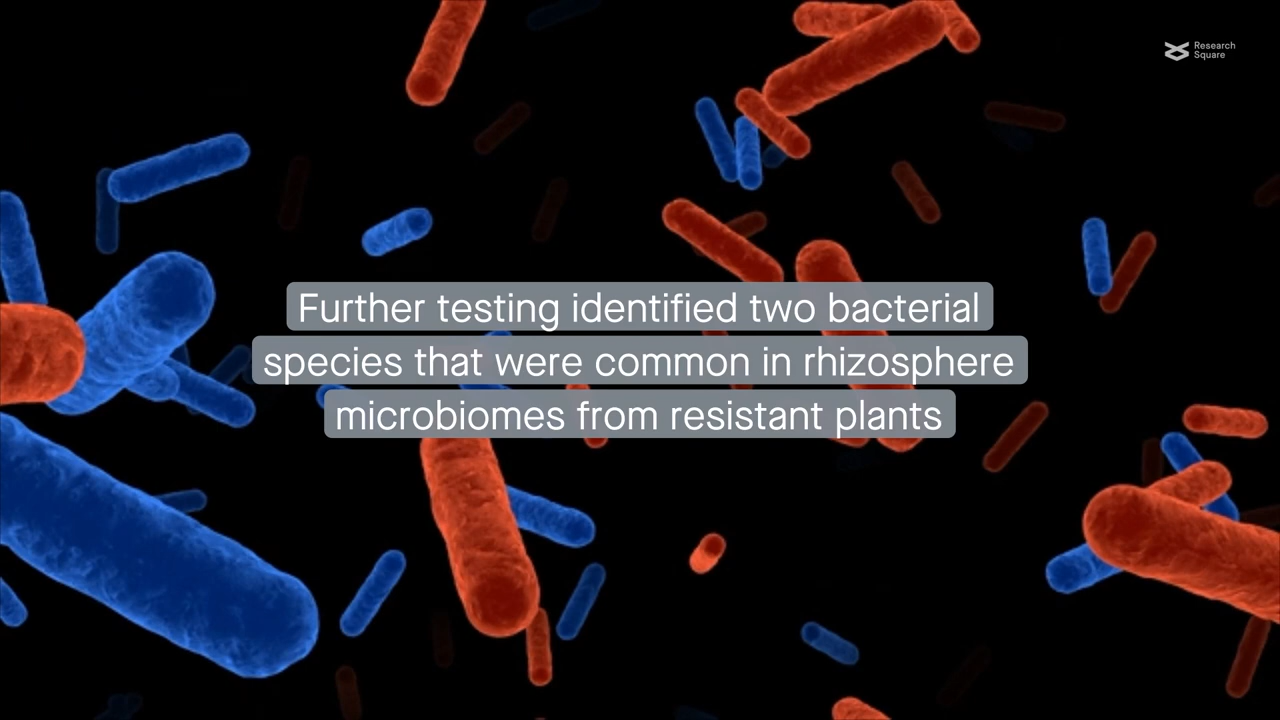 Research
Square
Further testing identified two bacterial
species that were common in rhizosphere
microbiomes from resistant plants